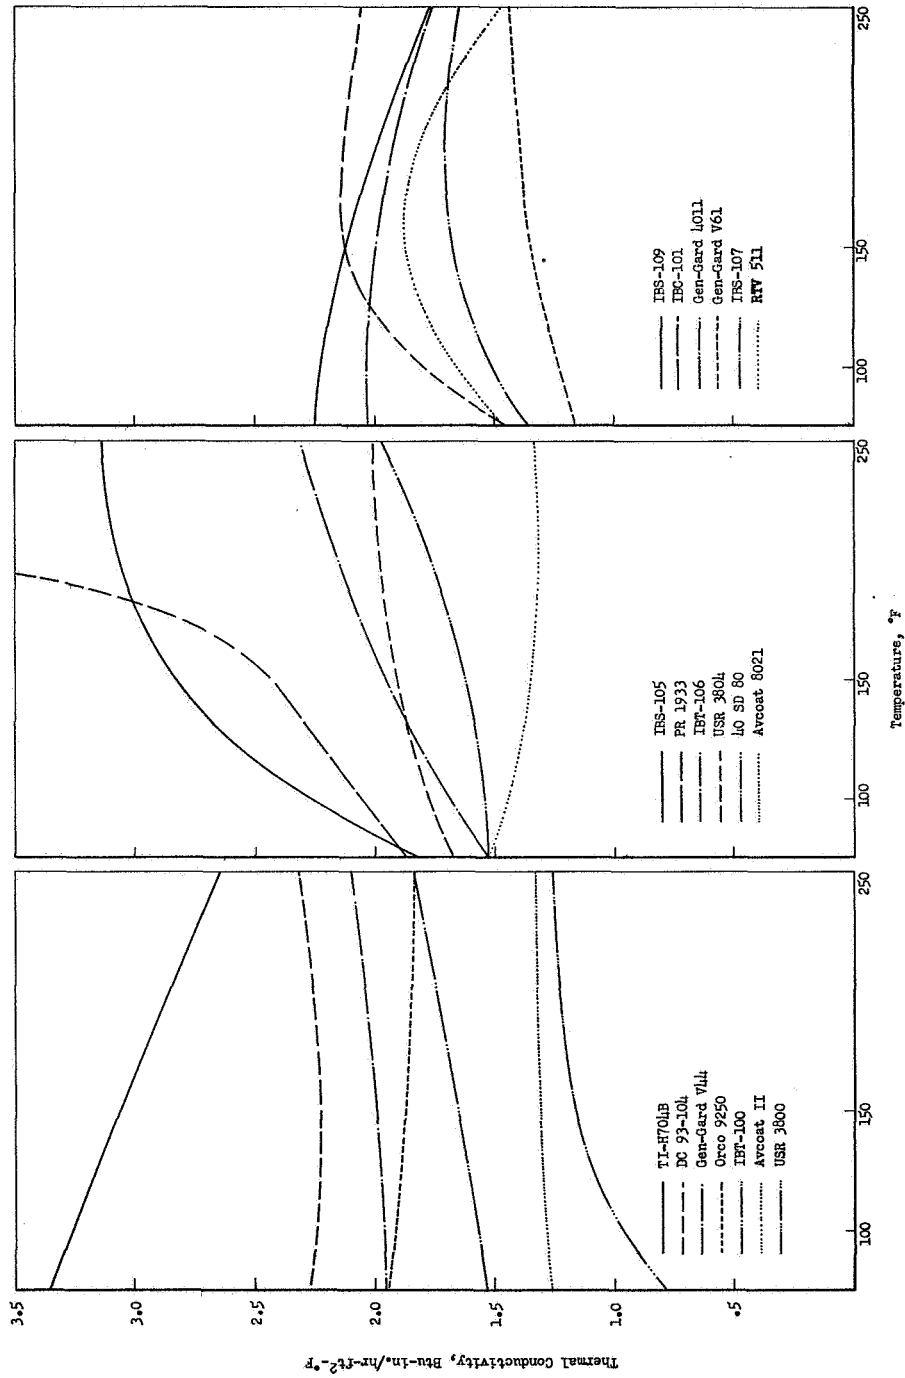 Thermal Conductivity, Btu-in./hr-ft²-°F
3.5
3.0
2.5
2.0
1.5
1.0
.5
TI-H704B
DC 93-104
Gen-Gard V44
Orco 9250
IBT-100
Avcoat II
USR 3800
100
150
250
IBS-105
PR 1933
IBT-106
USR 3804
40 SD 80
Avcoat 8021
100
150
250
IBS-109
IBC-101
Gen-Gard 4011
Gen-Gard V61
IBS-107
RTV 511
100
150
250
Temperature, °F